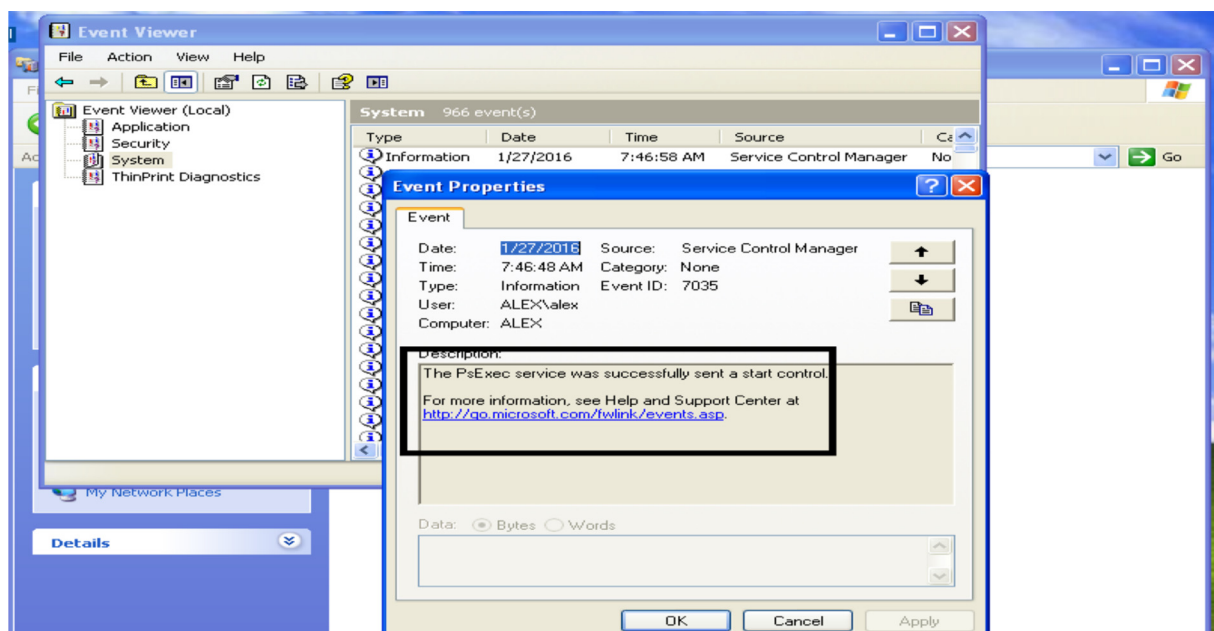 Event Viewer
File Action View Help
Event Viewer (Local)
Application
Security
System
ThinPrint Diagnostics
System 966 event(s)
Type Date Time Source
Information 1/27/2016 7:46:58 AM Service Control Manager No
Go
Event Properties
Event
Date: 1/27/2016 Source: Service Control Manager
Time: 7:46:48 AM Category: None
Type: Information Event ID: 7035
User: ALEX\alex
Computer: ALEX
Description:
The PsExec service was successfully sent a start control.
For more information, see Help and Support Center at
http://go.microsoft.com/fwlink/events.asp.
Data: Bytes Words
OK Cancel Apply
My Network Places
Details